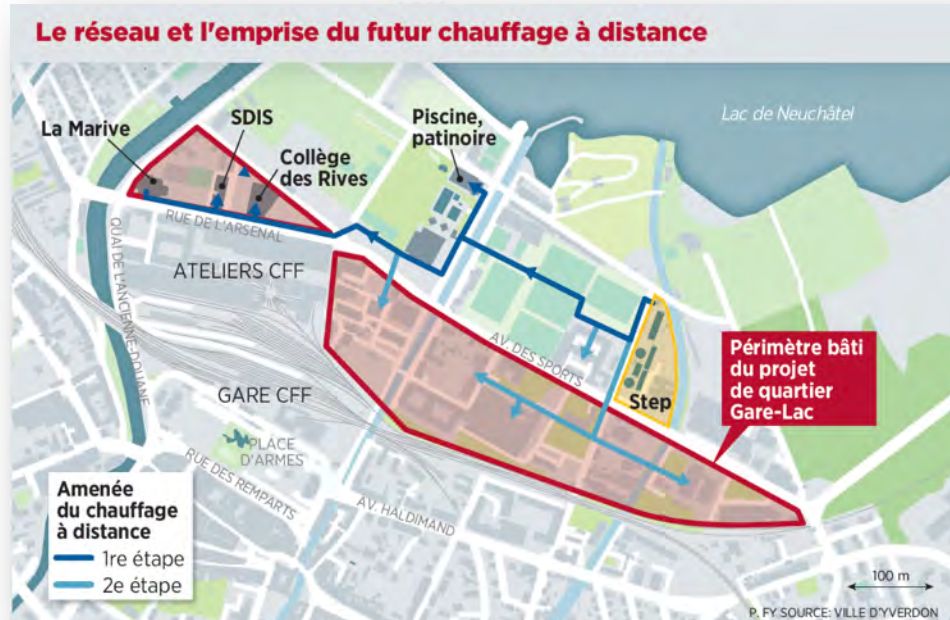 Le réseau et l'emprise du futur chauffage à distance
Lac de Neuchâtel
La Marive
SDIS
Collège
des Rives
Piscine,
patinoire
RUE DE L'ARSENAL
QUAI DE L'ANCIENNE-DOUANE
ATELIERS CFF
AV. DES SPORTS
GARE CFF
Step
Périmètre bâti
du projet
de quartier
Gare-Lac
PLACE
D'ARMES
RUE DES REMPARTS
AV. HALDIMAND
Amenée
du chauffage
à distance
1re étape
2e étape
100 m
P. FY SOURCE: VILLE D'YVERDON